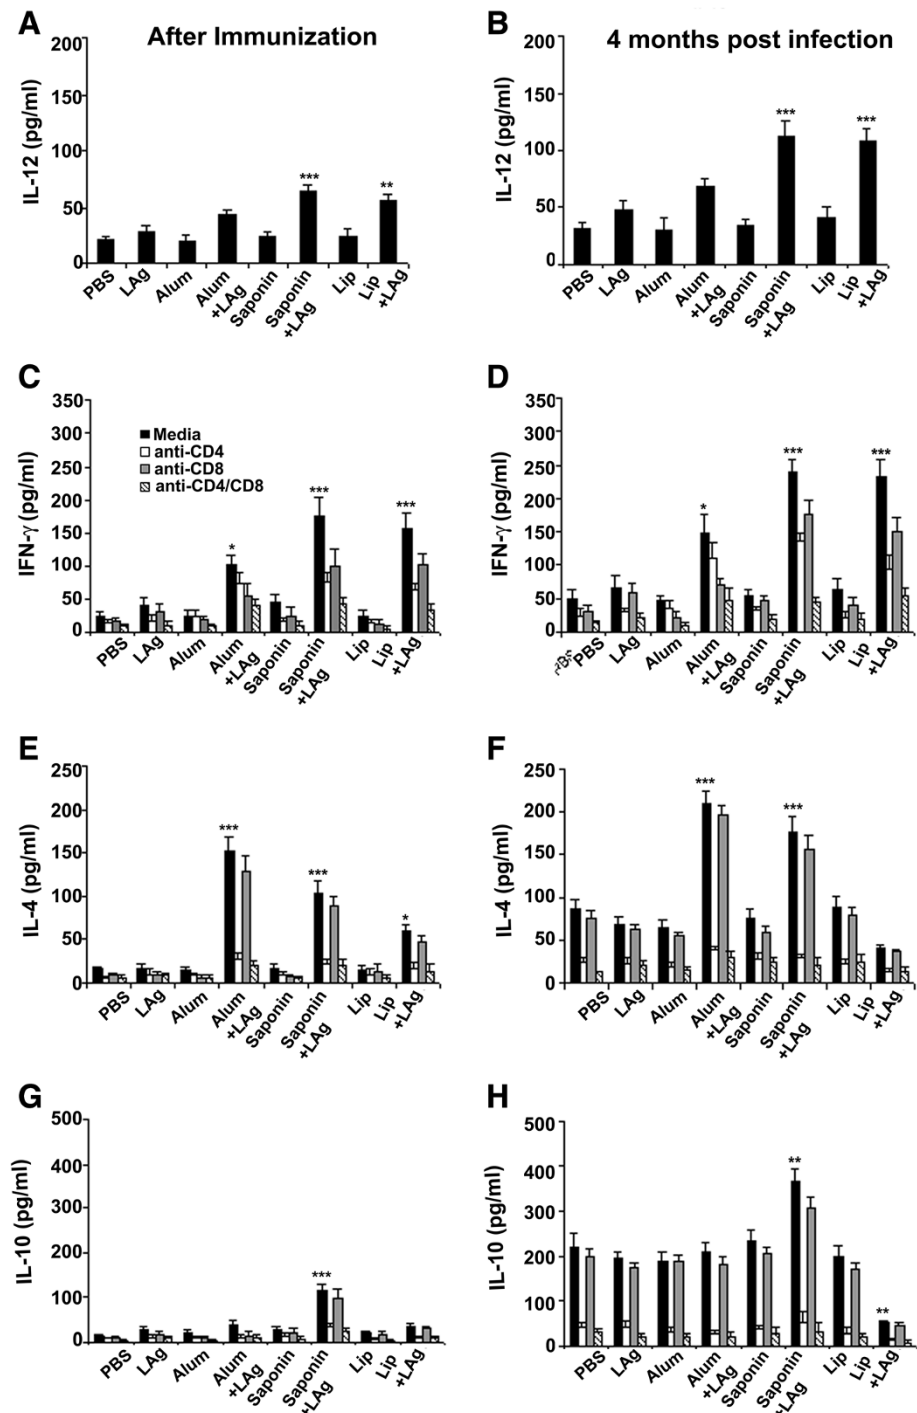 A
After Immunization
IL-12 (pg/ml)
200
150
100
50
0
***
**
PBS
LAg
Alum
Alum
+LAg
Saponin
Saponin
+LAg
Lip
Lip
+LAg
B
4 months post infection
IL-12 (pg/ml)
200
150
100
50
0
***
***
PBS
LAg
Alum
Alum
+LAg
Saponin
Saponin
+LAg
Lip
Lip
+LAg
C
IFN-γ (pg/ml)
350
300
250
200
150
100
50
0
Media
anti-CD4
anti-CD8
anti-CD4/CD8
*
***
***
PBS
LAg
Alum
Alum
+LAg
Saponin
Saponin
+LAg
Lip
Lip
+LAg
D
IFN-γ (pg/ml)
350
300
250
200
150
100
50
0
*
***
***
PBS
PBS
LAg
Alum
Alum
+LAg
Saponin
Saponin
+LAg
Lip
Lip
+LAg
E
IL-4 (pg/ml)
250
200
150
100
50
0
***
***
*
PBS
LAg
Alum
Alum
+LAg
Saponin
Saponin
+LAg
Lip
Lip
+LAg
F
IL-4 (pg/ml)
250
200
150
100
50
0
***
***
PBS
LAg
Alum
Alum
+LAg
Saponin
Saponin
+LAg
Lip
Lip
+LAg
G
IL-10 (pg/ml)
500
400
300
200
100
0
***
PBS
LAg
Alum
Alum
+LAg
Saponin
Saponin
+LAg
Lip
Lip
+LAg
H
IL-10 (pg/ml)
500
400
300
200
100
0
**
**
PBS
LAg
Alum
Alum
+LAg
Saponin
Saponin
+LAg
Lip
Lip
+LAg